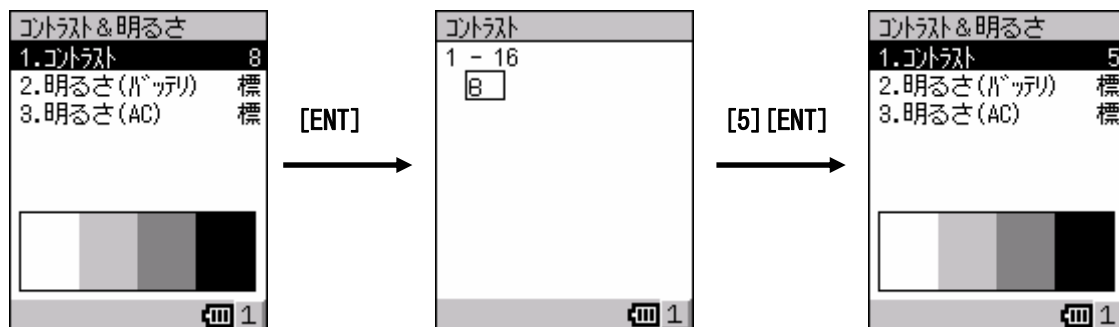 コントラスト&明るさ
1.コントラスト 8
2.明るさ(バッテリ) 標
3.明るさ(AC) 標
1
[ENT]
コントラスト
1 - 16
8
1
[5][ENT]
コントラスト&明るさ
1.コントラスト 5
2.明るさ(バッテリ) 標
3.明るさ(AC) 標
1